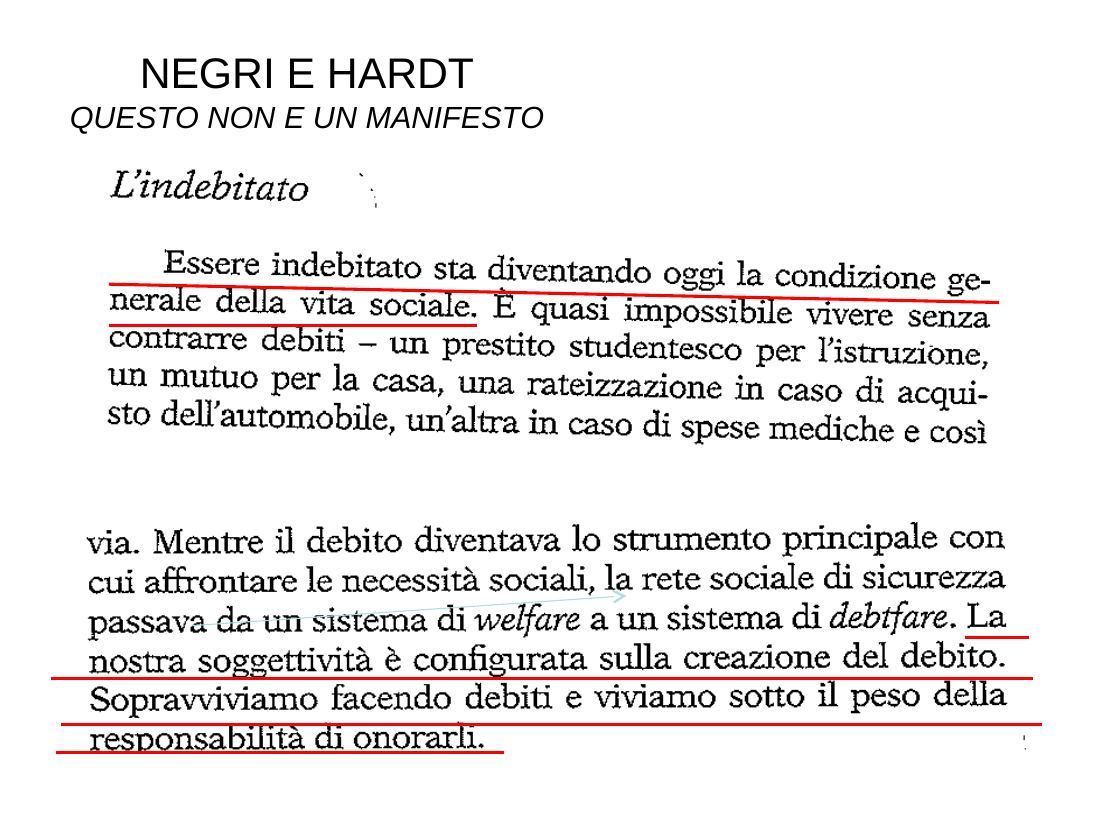 NEGRI E HARDT
QUESTO NON E UN MANIFESTO
L'indebitato
Essere indebitato sta diventando oggi la condizione ge-
nerale della vita sociale. È quasi impossibile vivere senza
contrarre debiti – un prestito studentesco per l'istruzione,
un mutuo per la casa, una rateizzazione in caso di acqui-
sto dell'automobile, un'altra in caso di spese mediche e così
via. Mentre il debito diventava lo strumento principale con
cui affrontare le necessità sociali, la rete sociale di sicurezza
passava da un sistema di welfare a un sistema di debtfare. La
nostra soggettività è configurata sulla creazione del debito.
Sopravviviamo facendo debiti e viviamo sotto il peso della
responsabilità di onorarli.